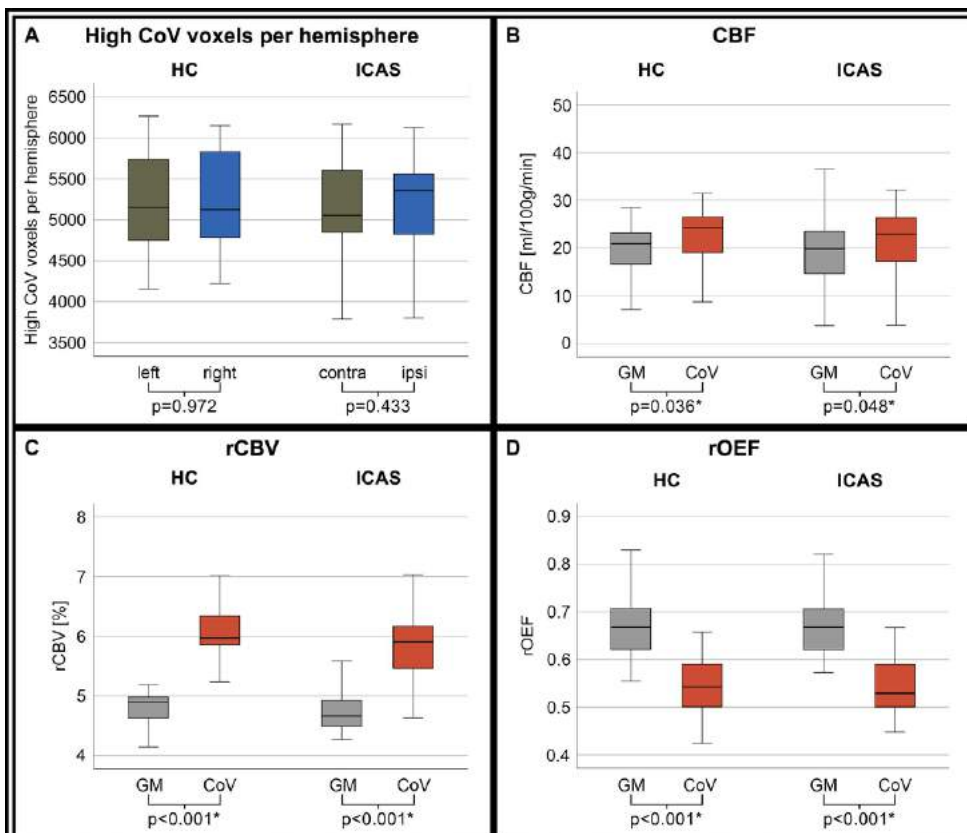 A High CoV voxels per hemisphere
HC ICAS
High CoV voxels per hemisphere
6500
6000
5500
5000
4500
4000
3500
left right contra ipsi
p=0.972 p=0.433
B CBF
HC ICAS
CBF [ml/100g/min]
50
40
30
20
10
0
GM CoV GM CoV
p=0.036* p=0.048*
C rCBV
HC ICAS
rCBV [%]
8
7
6
5
4
GM CoV GM CoV
p<0.001* p<0.001*
D rOEF
HC ICAS
rOEF
0.9
0.8
0.7
0.6
0.5
0.4
GM CoV GM CoV
p<0.001* p<0.001*